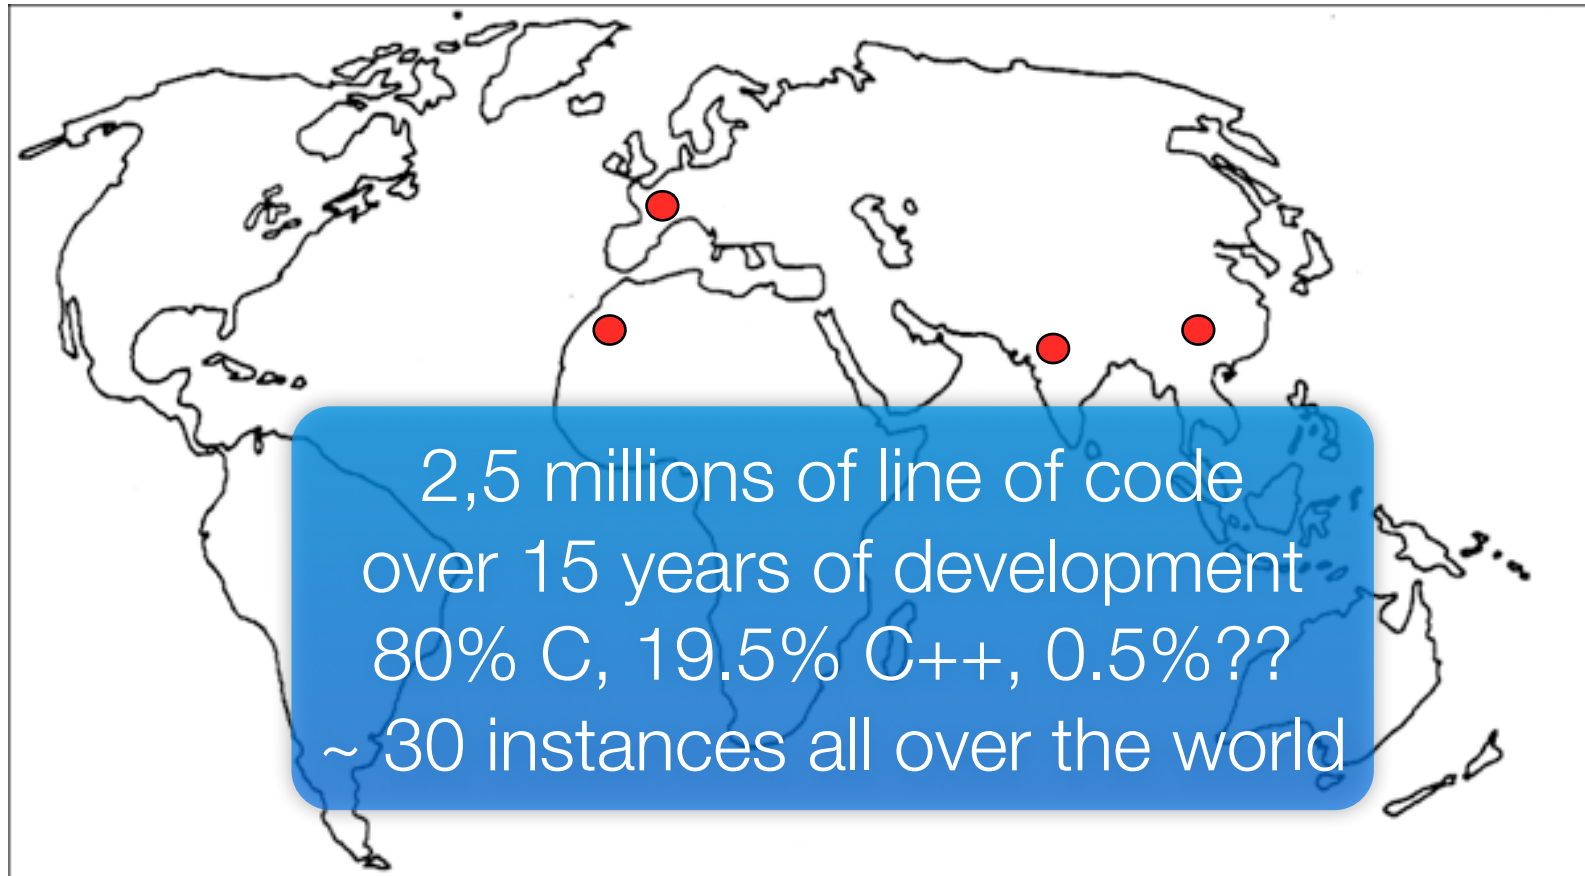 2,5 millions of line of code
over 15 years of development
80% C, 19.5% C++, 0.5%??
~ 30 instances all over the world